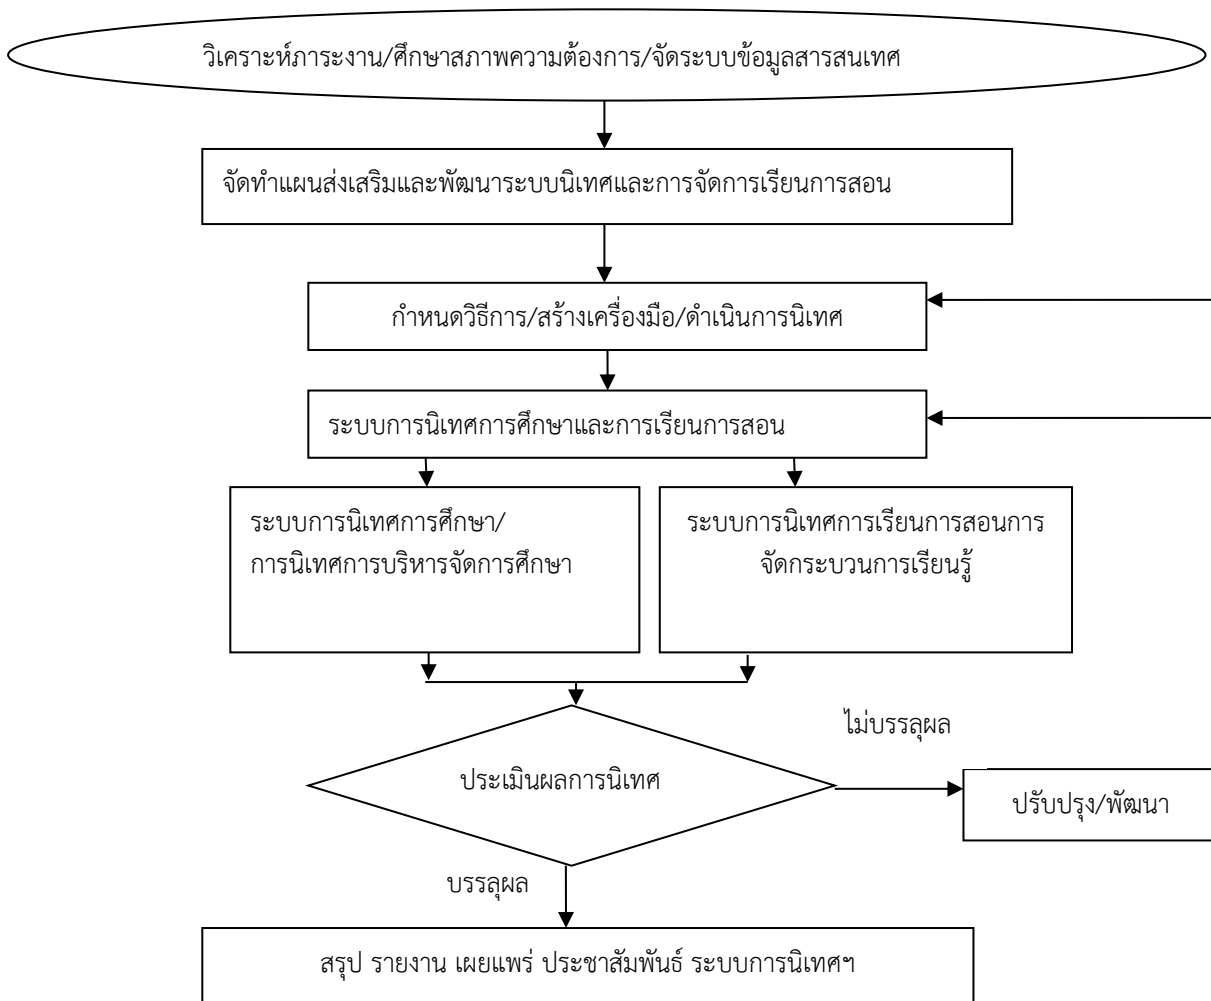 วิเคราะห์ภาระงาน/ศึกษาสภาพความต้องการ/จัดระบบข้อมูลสารสนเทศ
จัดทำแผนส่งเสริมและพัฒนาระบบนิเทศและการจัดการเรียนการสอน
กำหนดวิธีการ/สร้างเครื่องมือ/ดำเนินการนิเทศ
ระบบการนิเทศการศึกษาและการเรียนการสอน
ระบบการนิเทศการศึกษา/
การนิเทศการบริหารจัดการศึกษา
ระบบการนิเทศการเรียนการสอนการ
จัดกระบวนการเรียนรู้
ไม่บรรลุผล
ประเมินผลการนิเทศ
ปรับปรุง/พัฒนา
บรรลุผล
สรุป รายงาน เผยแพร่ ประชาสัมพันธ์ ระบบการนิเทศฯ